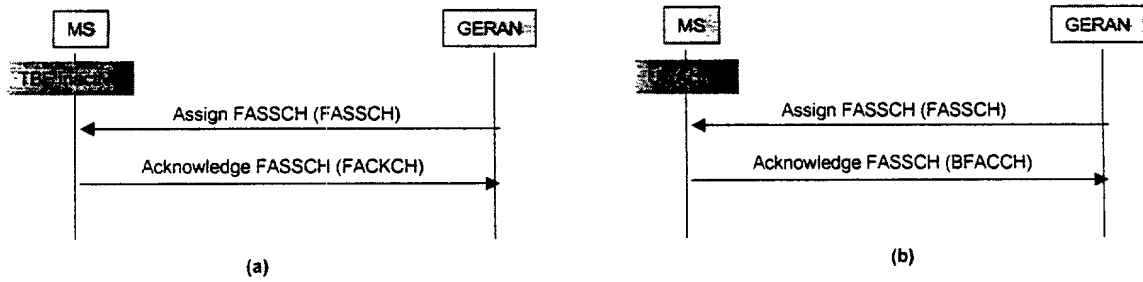 MS GERAN
Assign FASSCH (FASSCH)
Acknowledge FASSCH (FACKCH)
(a)
MS GERAN
Assign FASSCH (FASSCH)
Acknowledge FASSCH (BFACCH)
(b)